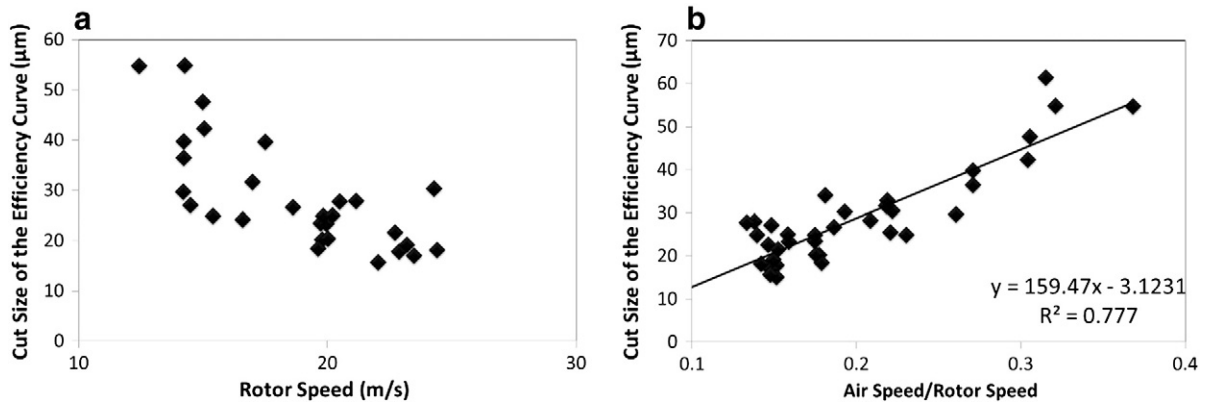 a
Cut Size of the Efficiency Curve (µm)
60
50
40
30
20
10
0
10
20
30
Rotor Speed (m/s)
b
Cut Size of the Efficiency Curve (µm)
70
60
50
40
30
20
10
0
y = 159.47x - 3.1231
R² = 0.777
0.1
0.2
0.3
0.4
Air Speed/Rotor Speed